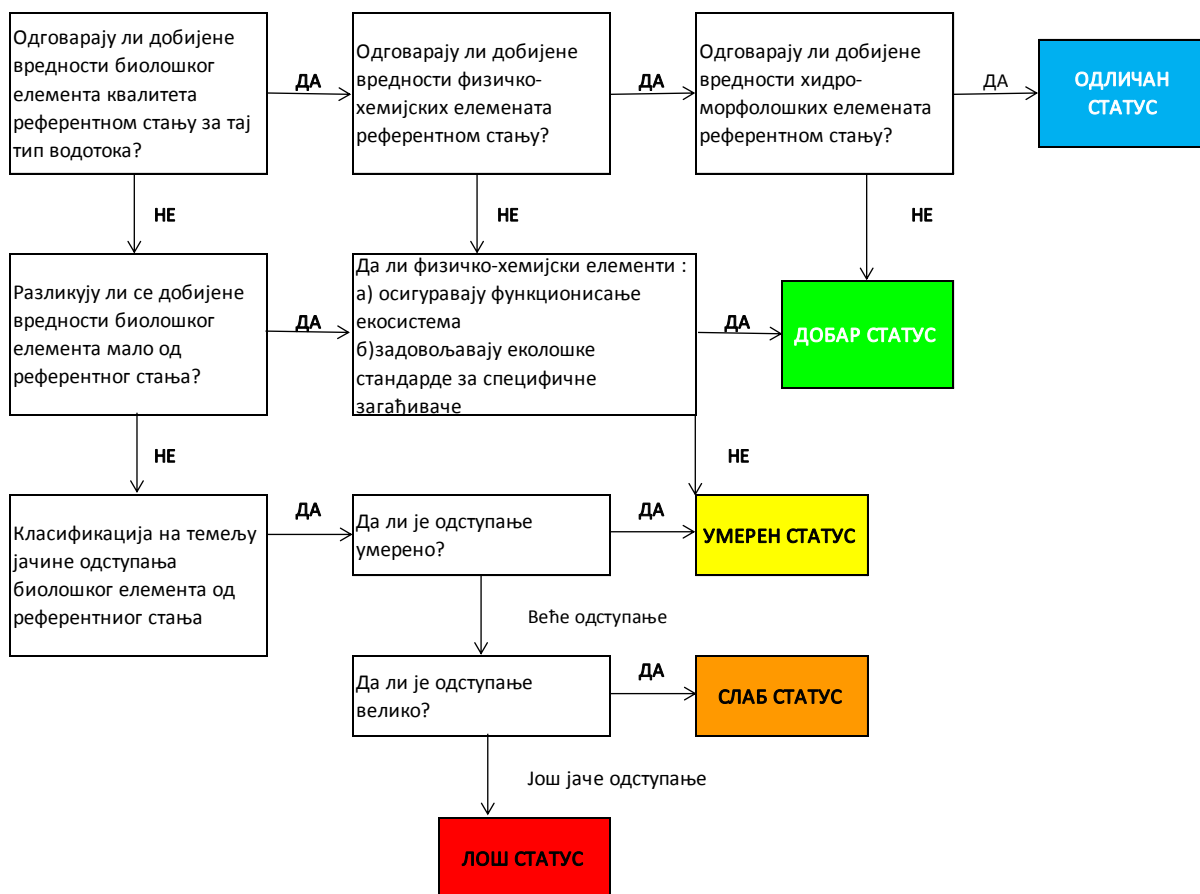 Одговарају ли добијене
вредности биолошког
елемента квалитета
референтном стању за тај
тип водотока?
ДА
Одговарају ли добијене
вредности физичко-
хемијских елемената
референтном стању?
ДА
Одговарају ли добијене
вредности хидро-
морфолошких елемената
референтном стању?
ДА
ОДЛИЧАН
СТАТУС
НЕ
НЕ
НЕ
Разликују ли се добијене
вредности биолошког
елемента мало од
референтног стања?
ДА
Да ли физичко-хемијски елементи :
а) осигуравају функционисање
екосистема
б)задовољавају еколошке
стандарде за специфичне
загађиваче
ДА
ДОБАР СТАТУС
НЕ
НЕ
Класификација на темељу
јачине одступања
биолошког елемента од
референтниог стања
ДА
Да ли је одступање
умерено?
ДА
УМЕРЕН СТАТУС
Веће одступање
Да ли је одступање
велико?
ДА
СЛАБ СТАТУС
Још јаче одступање
ЛОШ СТАТУС